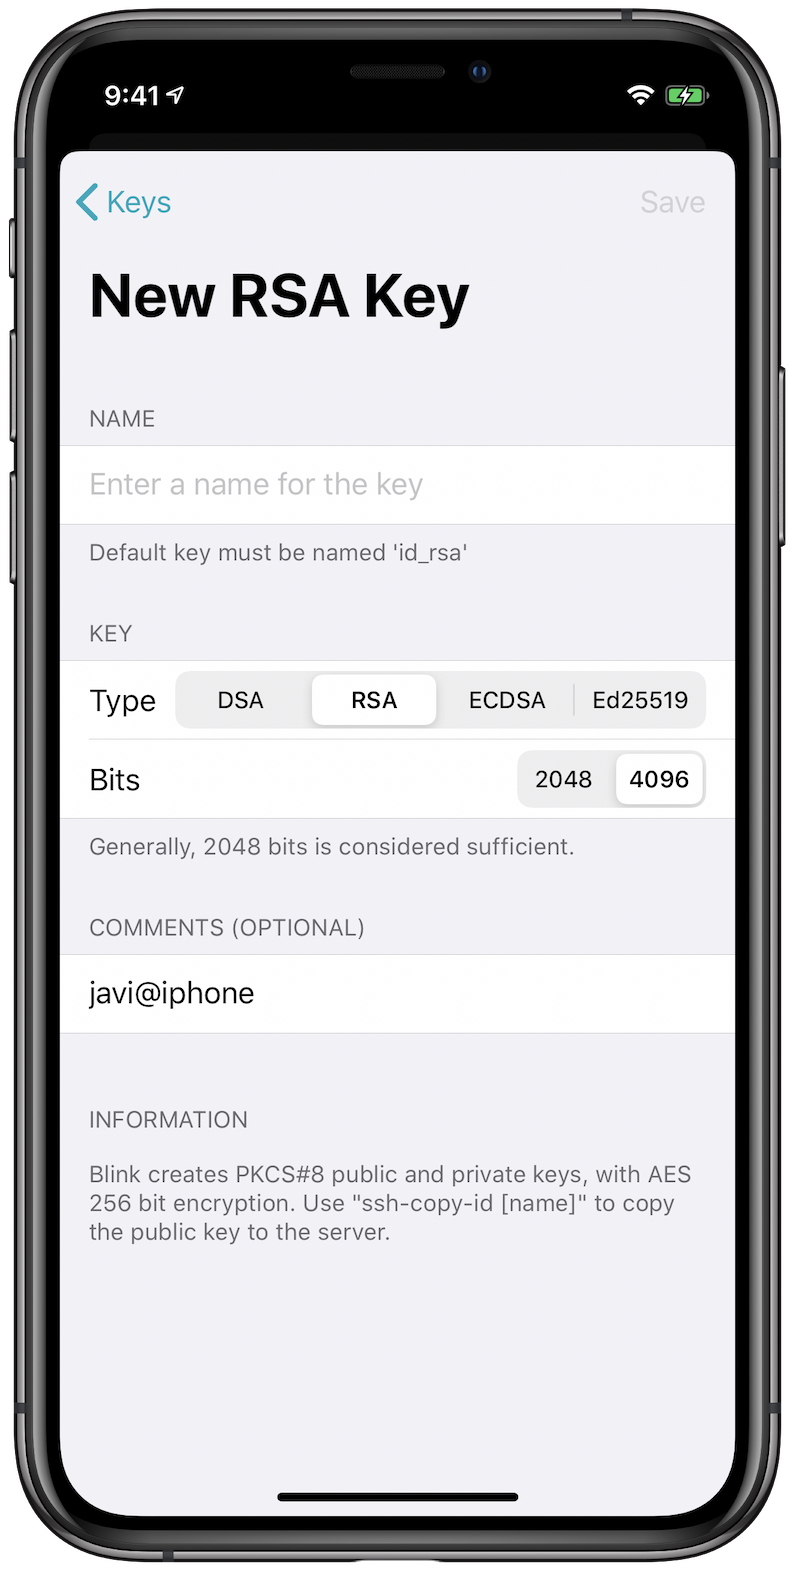 9:41
Keys
Save
New RSA Key
NAME
Enter a name for the key
Default key must be named 'id_rsa'
KEY
Type DSA RSA ECDSA Ed25519
Bits 2048 4096
Generally, 2048 bits is considered sufficient.
COMMENTS (OPTIONAL)
javi@iphone
INFORMATION
Blink creates PKCS#8 public and private keys, with AES
256 bit encryption. Use "ssh-copy-id [name]" to copy
the public key to the server.